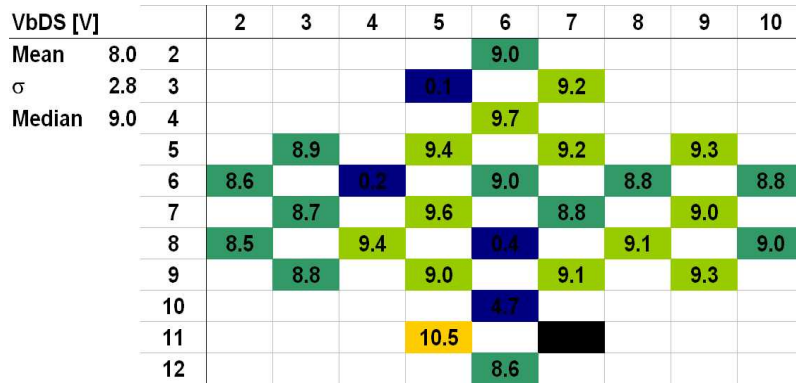 VbDS [V] 2 3 4 5 6 7 8 9 10
Mean 8.0 2 9.0
σ 2.8 3 0.1 9.2
Median 9.0 4 9.7
5 8.9 9.4 9.2 9.3
6 8.6 0.2 9.0 8.8 8.8
7 8.7 9.6 8.8 9.0
8 8.5 9.4 0.4 9.1 9.0
9 8.8 9.0 9.1 9.3
10 4.7
11 10.5
12 8.6